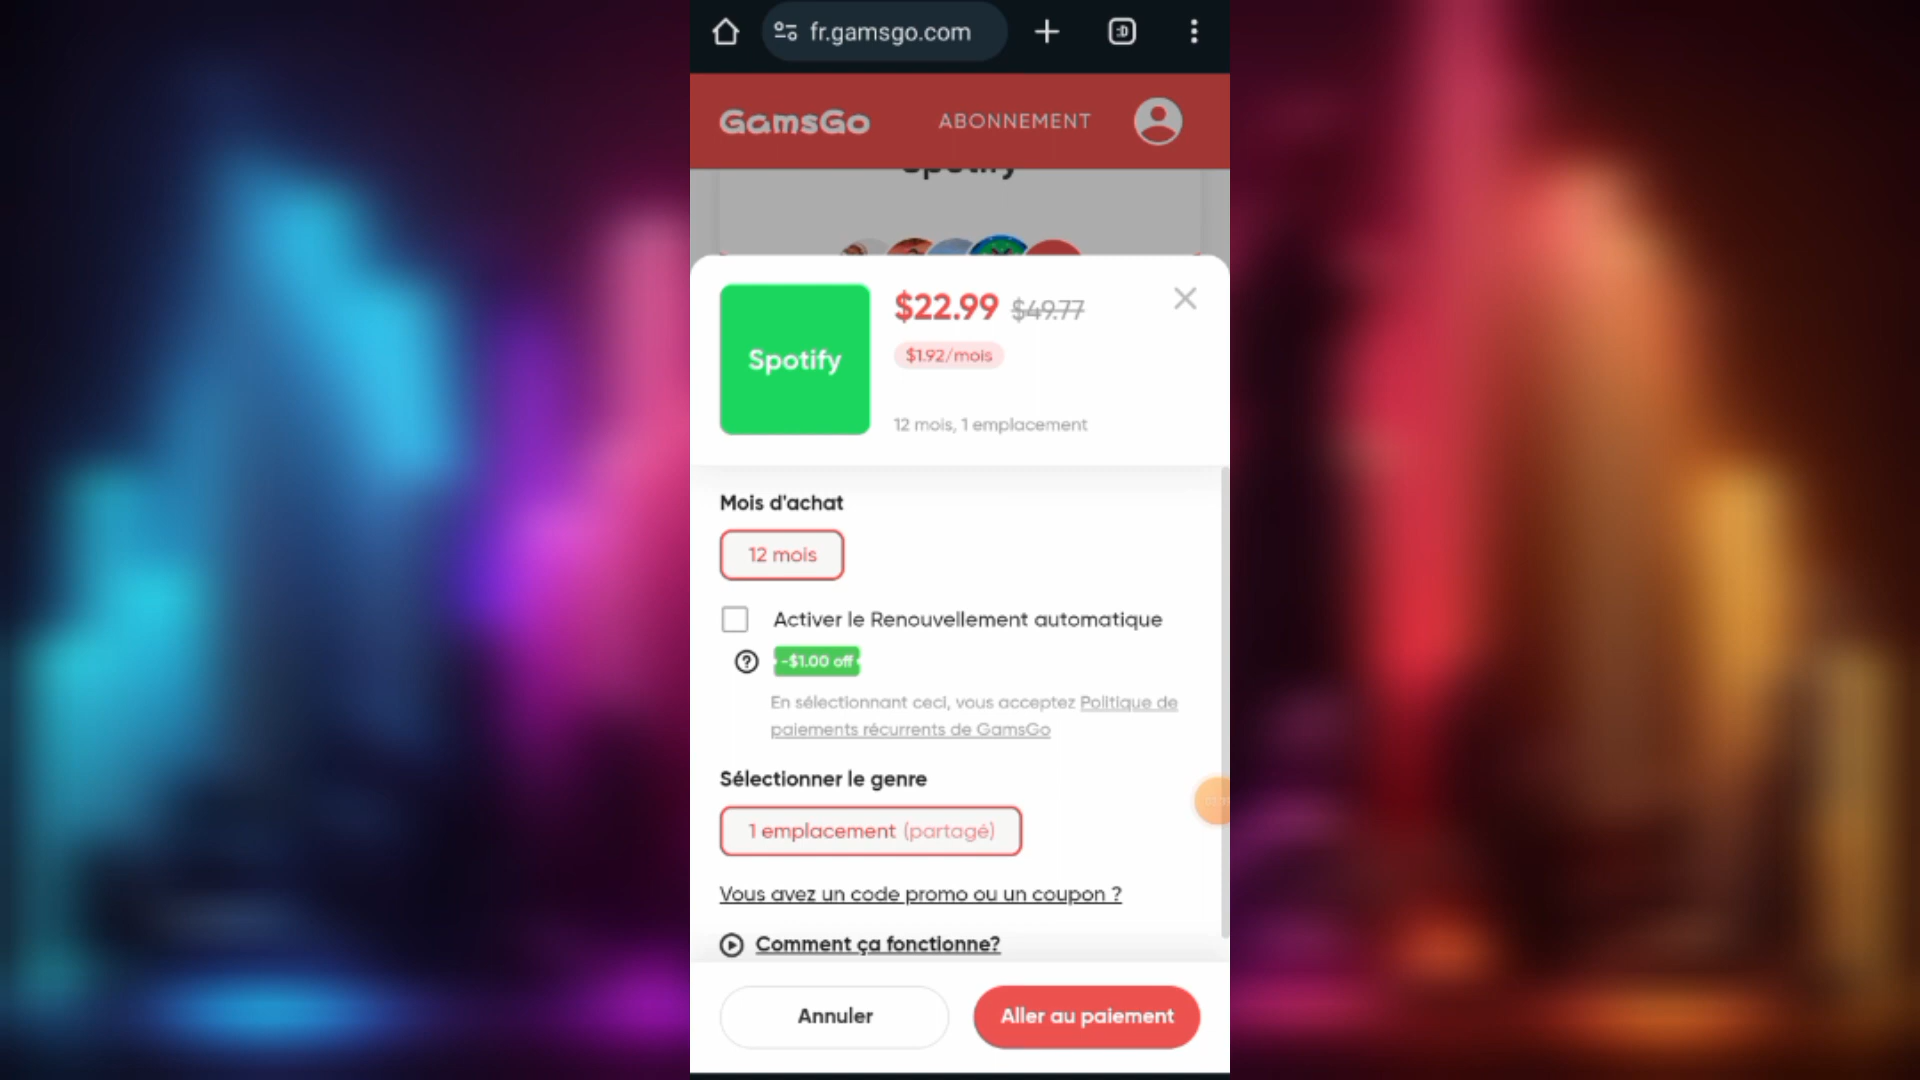 fr.gamsgo.com
:D
GamsGo
ABONNEMENT
Spotify
$22.99 $49.77
Spotify
$1.92/mois
12 mois, 1 emplacement
Mois d'achat
12 mois
Activer le Renouvellement automatique
-$1.00 off
En sélectionnant ceci, vous acceptez Politique de
paiements récurrents de GamsGo
Sélectionner le genre
1 emplacement (partagé)
Vous avez un code promo ou un coupon ?
Comment ça fonctionne?
Annuler
Aller au paiement